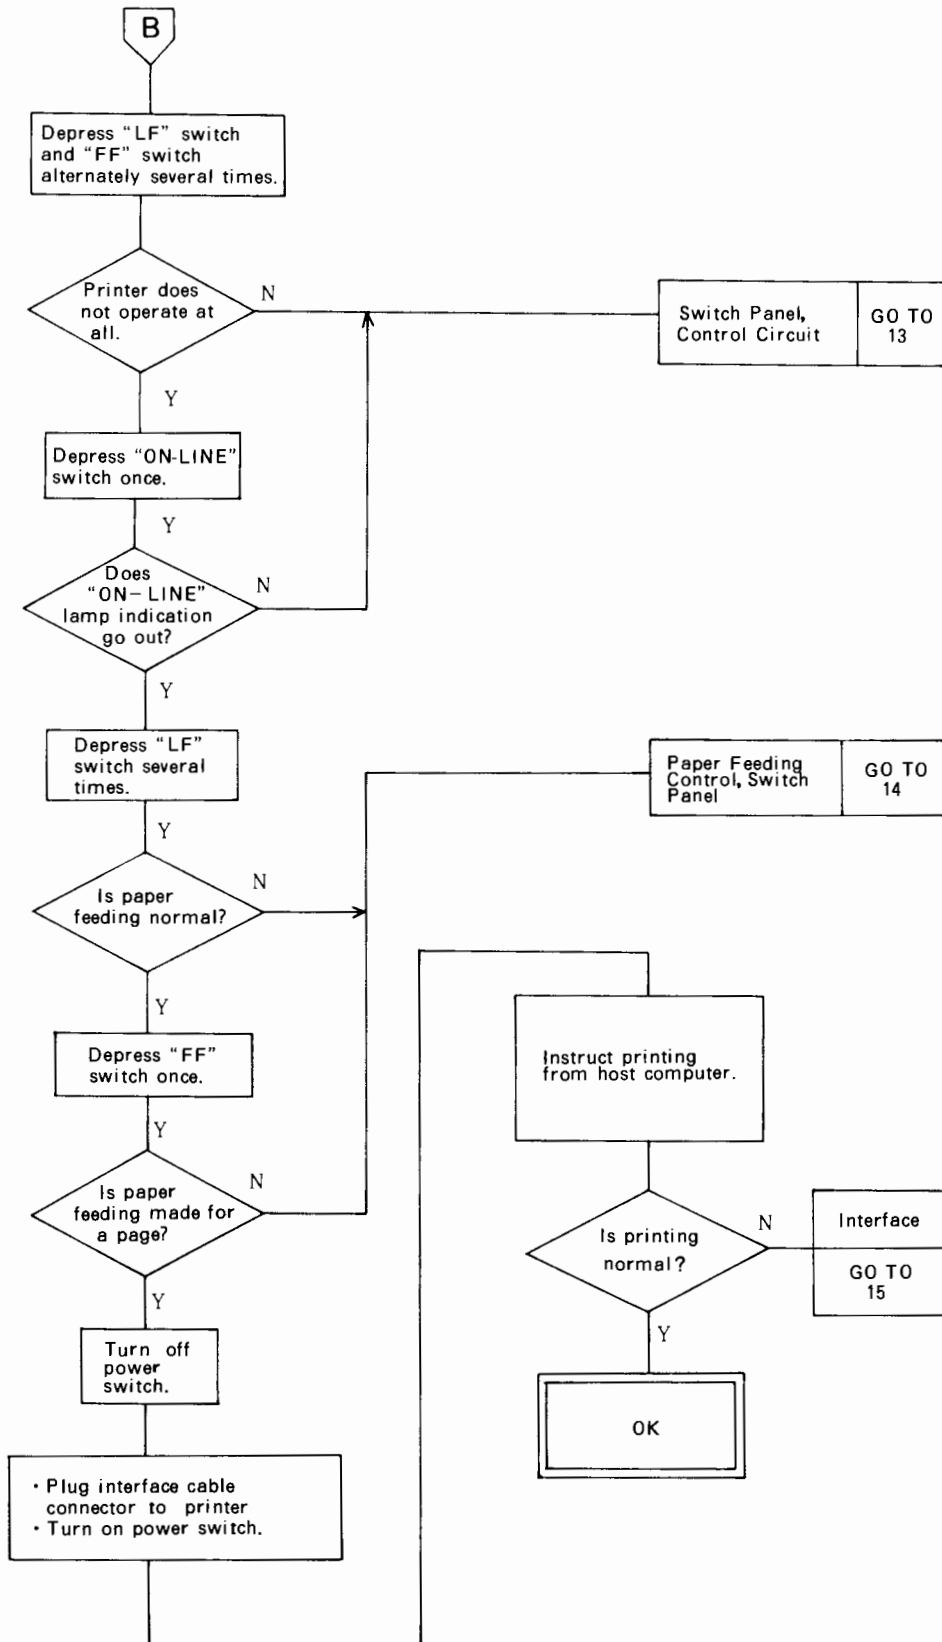 B
Depress "LF" switch
and "FF" switch
alternately several times.
Printer does
not operate at
all.
N
Switch Panel,
Control Circuit
GO TO
13
Y
Depress "ON-LINE"
switch once.
Y
Does
"ON-LINE"
lamp indication
go out?
N
Y
Depress "LF"
switch several
times.
Paper Feeding
Control, Switch
Panel
GO TO
14
Y
Is paper
feeding normal?
N
Y
Depress "FF"
switch once.
Y
Is paper
feeding made for
a page?
N
Y
Turn off
power
switch.
· Plug interface cable
connector to printer
· Turn on power switch.
Instruct printing
from host computer.
Is printing
normal?
N
Interface
GO TO
15
Y
OK